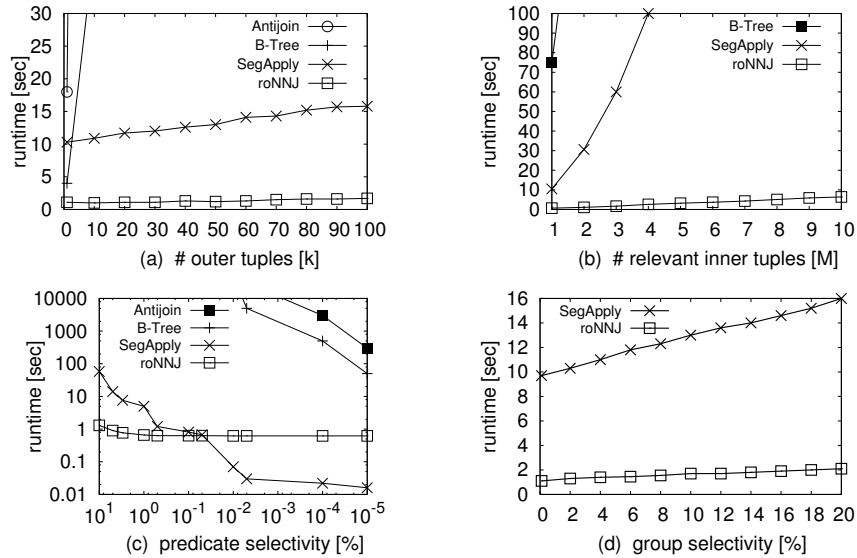 30
25
20
15
10
5
0
runtime [sec]
Antijoin
B-Tree
SegApply
roNNJ
0 10 20 30 40 50 60 70 80 90 100
(a) # outer tuples [k]
100
90
80
70
60
50
40
30
20
10
0
runtime [sec]
B-Tree
SegApply
roNNJ
1 2 3 4 5 6 7 8 9 10
(b) # relevant inner tuples [M]
10000
1000
100
10
1
0.1
0.01
runtime [sec]
Antijoin
B-Tree
SegApply
roNNJ
10¹ 10⁰ 10⁻¹ 10⁻² 10⁻³ 10⁻⁴ 10⁻⁵
(c) predicate selectivity [%]
16
14
12
10
8
6
4
2
0
runtime [sec]
SegApply
roNNJ
0 2 4 6 8 10 12 14 16 18 20
(d) group selectivity [%]